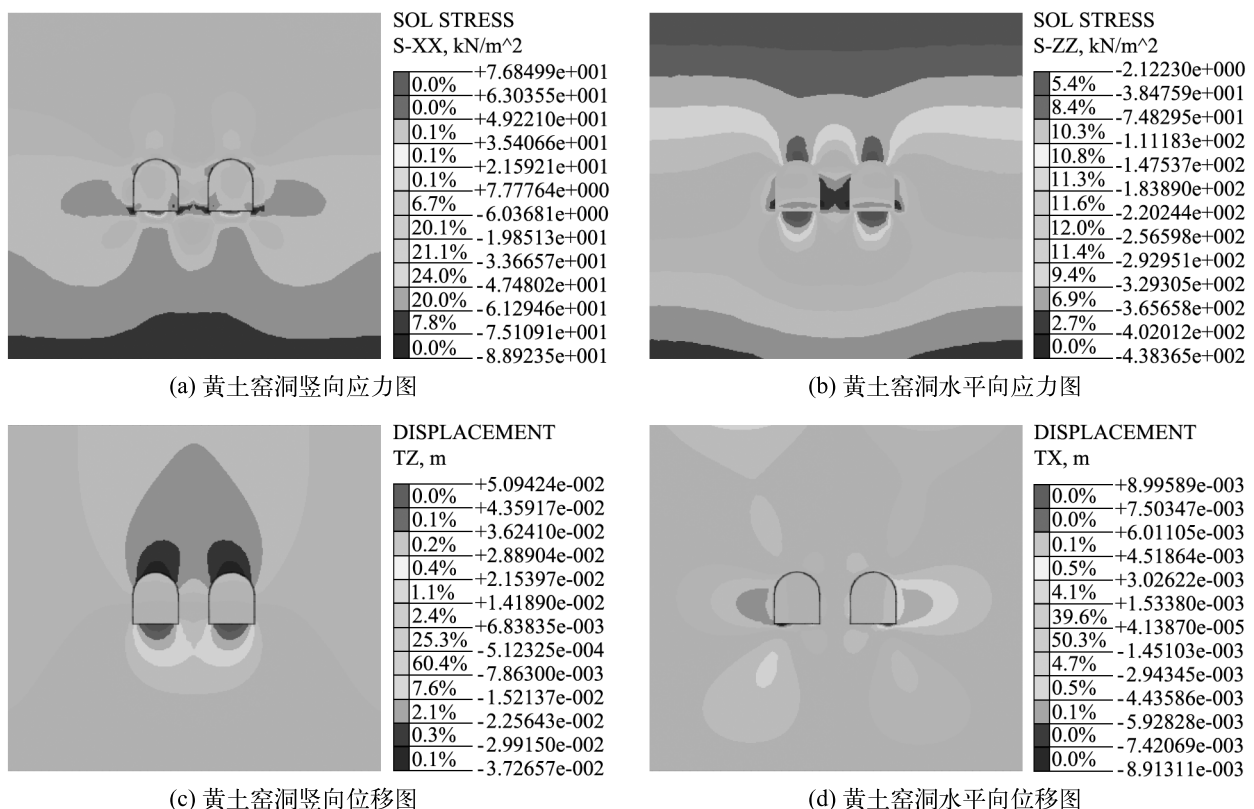 SOL STRESS
S-XX, kN/m^2
+7.68499e+001
0.0%
+6.30355e+001
0.0%
+4.92210e+001
0.1%
+3.54066e+001
0.1%
+2.15921e+001
0.1%
+7.77764e+000
6.7%
-6.03681e+000
20.1%
-1.98513e+001
21.1%
-3.36657e+001
24.0%
-4.74802e+001
20.0%
-6.12946e+001
7.8%
-7.51091e+001
0.0%
-8.89235e+001
(a) 黄土窑洞竖向应力图
SOL STRESS
S-ZZ, kN/m^2
-2.12230e+000
5.4%
-3.84759e+001
8.4%
-7.48295e+001
10.3%
-1.11183e+002
10.8%
-1.47537e+002
11.3%
-1.83890e+002
11.6%
-2.20244e+002
12.0%
-2.56598e+002
11.4%
-2.92951e+002
9.4%
-3.29305e+002
6.9%
-3.65658e+002
2.7%
-4.02012e+002
0.0%
-4.38365e+002
(b) 黄土窑洞水平向应力图
DISPLACEMENT
TZ, m
+5.09424e-002
0.0%
+4.35917e-002
0.1%
+3.62410e-002
0.2%
+2.88904e-002
0.4%
+2.15397e-002
1.1%
+1.41890e-002
2.4%
+6.83835e-003
25.3%
-5.12325e-004
60.4%
-7.86300e-003
7.6%
-1.52137e-002
2.1%
-2.25643e-002
0.3%
-2.99150e-002
0.1%
-3.72657e-002
(c) 黄土窑洞竖向位移图
DISPLACEMENT
TX, m
+8.99589e-003
0.0%
+7.50347e-003
0.0%
+6.01105e-003
0.1%
+4.51864e-003
0.5%
+3.02622e-003
4.1%
+1.53380e-003
39.6%
+4.13870e-005
50.3%
-1.45103e-003
4.7%
-2.94345e-003
0.5%
-4.43586e-003
0.1%
-5.92828e-003
0.0%
-7.42069e-003
0.0%
-8.91311e-003
(d) 黄土窑洞水平向位移图